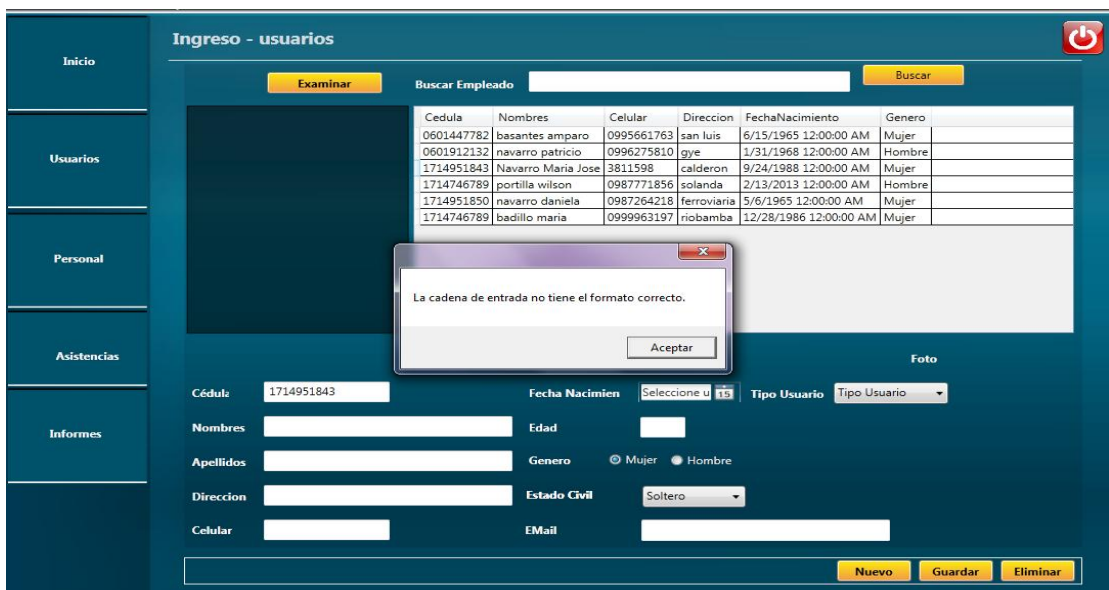 Ingreso - usuarios
Inicio
Usuarios
Personal
Asistencias
Informes
Examinar
Buscar Empleado
Buscar
Cedula Nombres Celular Direccion FechaNacimiento Genero
0601447782 basantes amparo 0995661763 san luis 6/15/1965 12:00:00 AM Mujer
0601912132 navarro patricio 0996275810 gye 1/31/1968 12:00:00 AM Hombre
1714951843 Navarro Maria Jose 3811598 calderon 9/24/1988 12:00:00 AM Mujer
1714746789 portilla wilson 0987771856 solanda 2/13/2013 12:00:00 AM Hombre
1714951850 navarro daniela 0987264218 ferroviaria 5/6/1965 12:00:00 AM Mujer
1714746789 badillo maria 0999963197 riobamba 12/28/1986 12:00:00 AM Mujer
La cadena de entrada no tiene el formato correcto.
Aceptar
Foto
Cédula 1714951843 Fecha Nacimien Seleccione u 15 Tipo Usuario Tipo Usuario
Nombres Edad
Apellidos Genero Mujer Hombre
Direccion Estado Civil Soltero
Celular EMail
Nuevo Guardar Eliminar